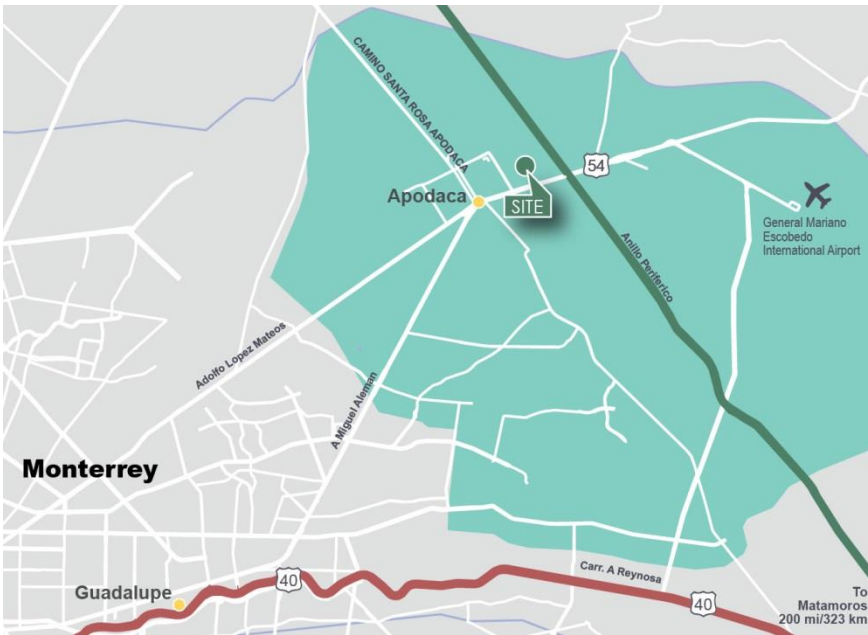 CAMINO SANTA ROSA APODACA
54
Apodaca
SITE
General Mariano
Escobedo
International Airport
Anillo Periferico
Adolfo Lopez Mateos
A Miguel Aleman
Monterrey
Guadalupe
40
Carr. A Reynosa
40
To
Matamoros
200 mi/323 km